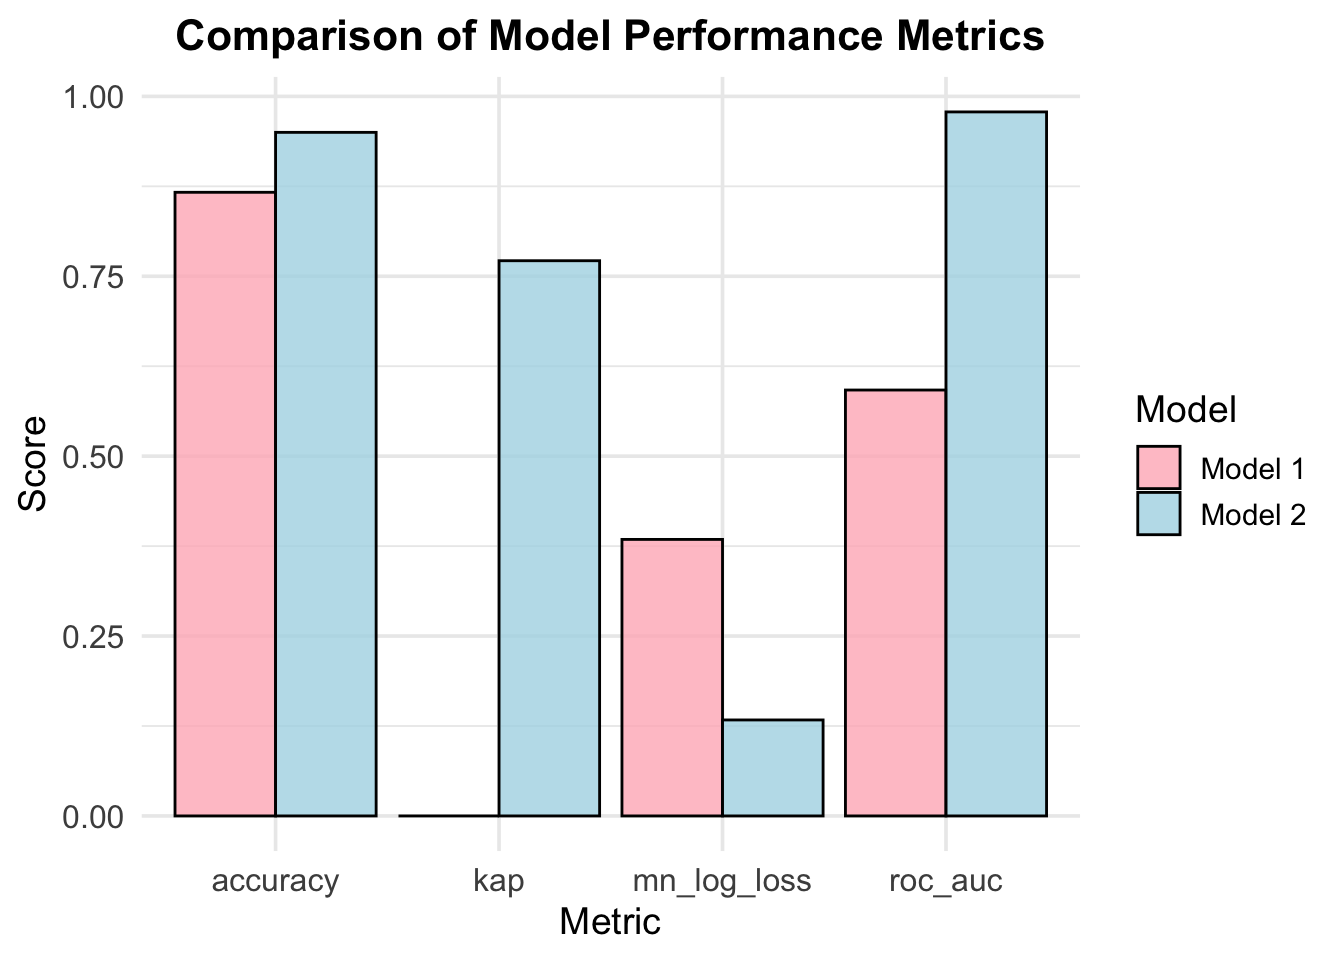 Comparison of Model Performance Metrics
1.00
0.75
0.50
0.25
0.00
Score
accuracy kap mn_log_loss roc_auc
Metric
Model
Model 1
Model 2